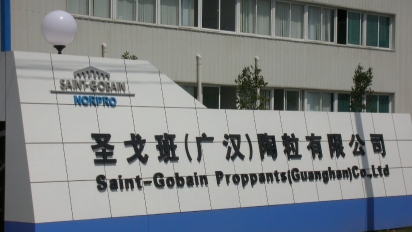 SAINT-GOBAIN
NORPRO
圣戈班(广汉)陶粒有限公司
Saint-Gobain Proppants(Guanghan)Co.,Ltd